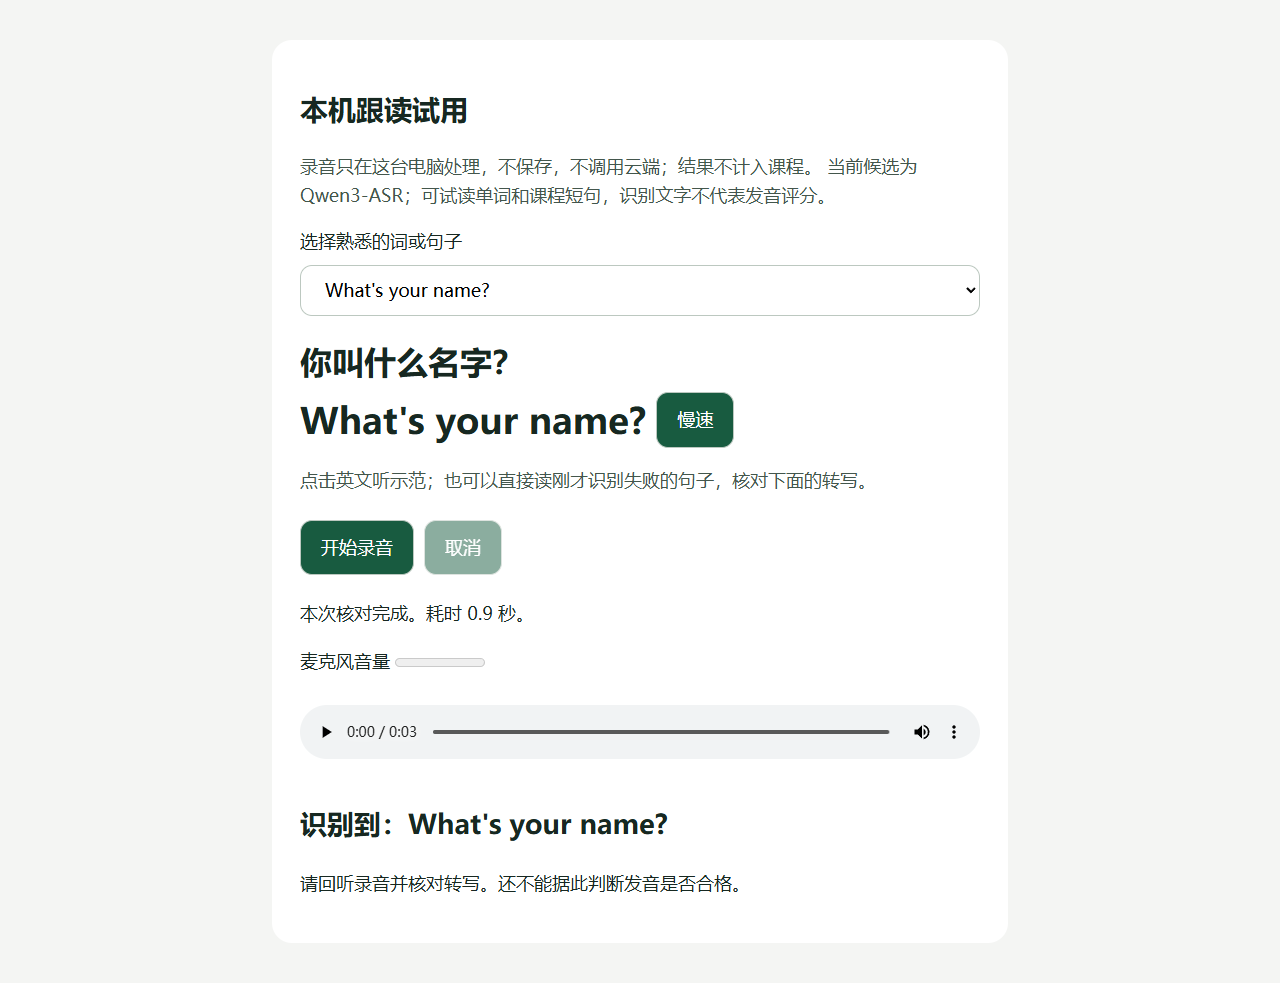 本机跟读试用
录音只在这台电脑处理，不保存，不调用云端；结果不计入课程。 当前候选为
Qwen3-ASR；可试读单词和课程短句，识别文字不代表发音评分。
选择熟悉的词或句子
What's your name?
你叫什么名字？
What's your name? 慢速
点击英文听示范；也可以直接读刚才识别失败的句子，核对下面的转写。
开始录音 取消
本次核对完成。耗时 0.9 秒。
麦克风音量
0:00 / 0:03
识别到：What's your name?
请回听录音并核对转写。还不能据此判断发音是否合格。